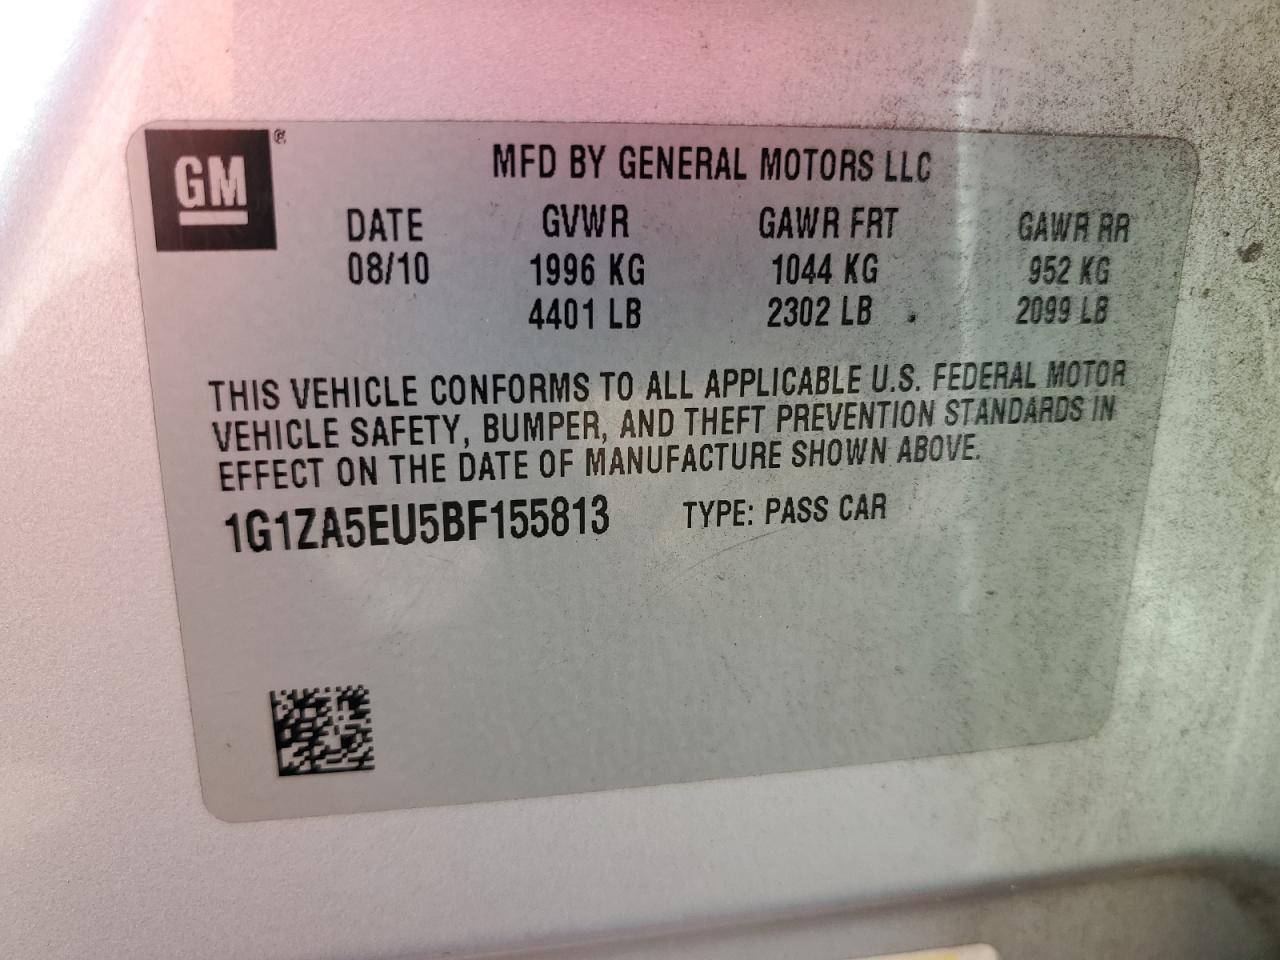 GM®
MFD BY GENERAL MOTORS LLC
DATE GVWR GAWR FRT GAWR RR
08/10 1996 KG 1044 KG 952 KG
4401 LB 2302 LB 2099 LB
THIS VEHICLE CONFORMS TO ALL APPLICABLE U.S. FEDERAL MOTOR
VEHICLE SAFETY, BUMPER, AND THEFT PREVENTION STANDARDS IN
EFFECT ON THE DATE OF MANUFACTURE SHOWN ABOVE.
1G1ZA5EU5BF155813 TYPE: PASS CAR